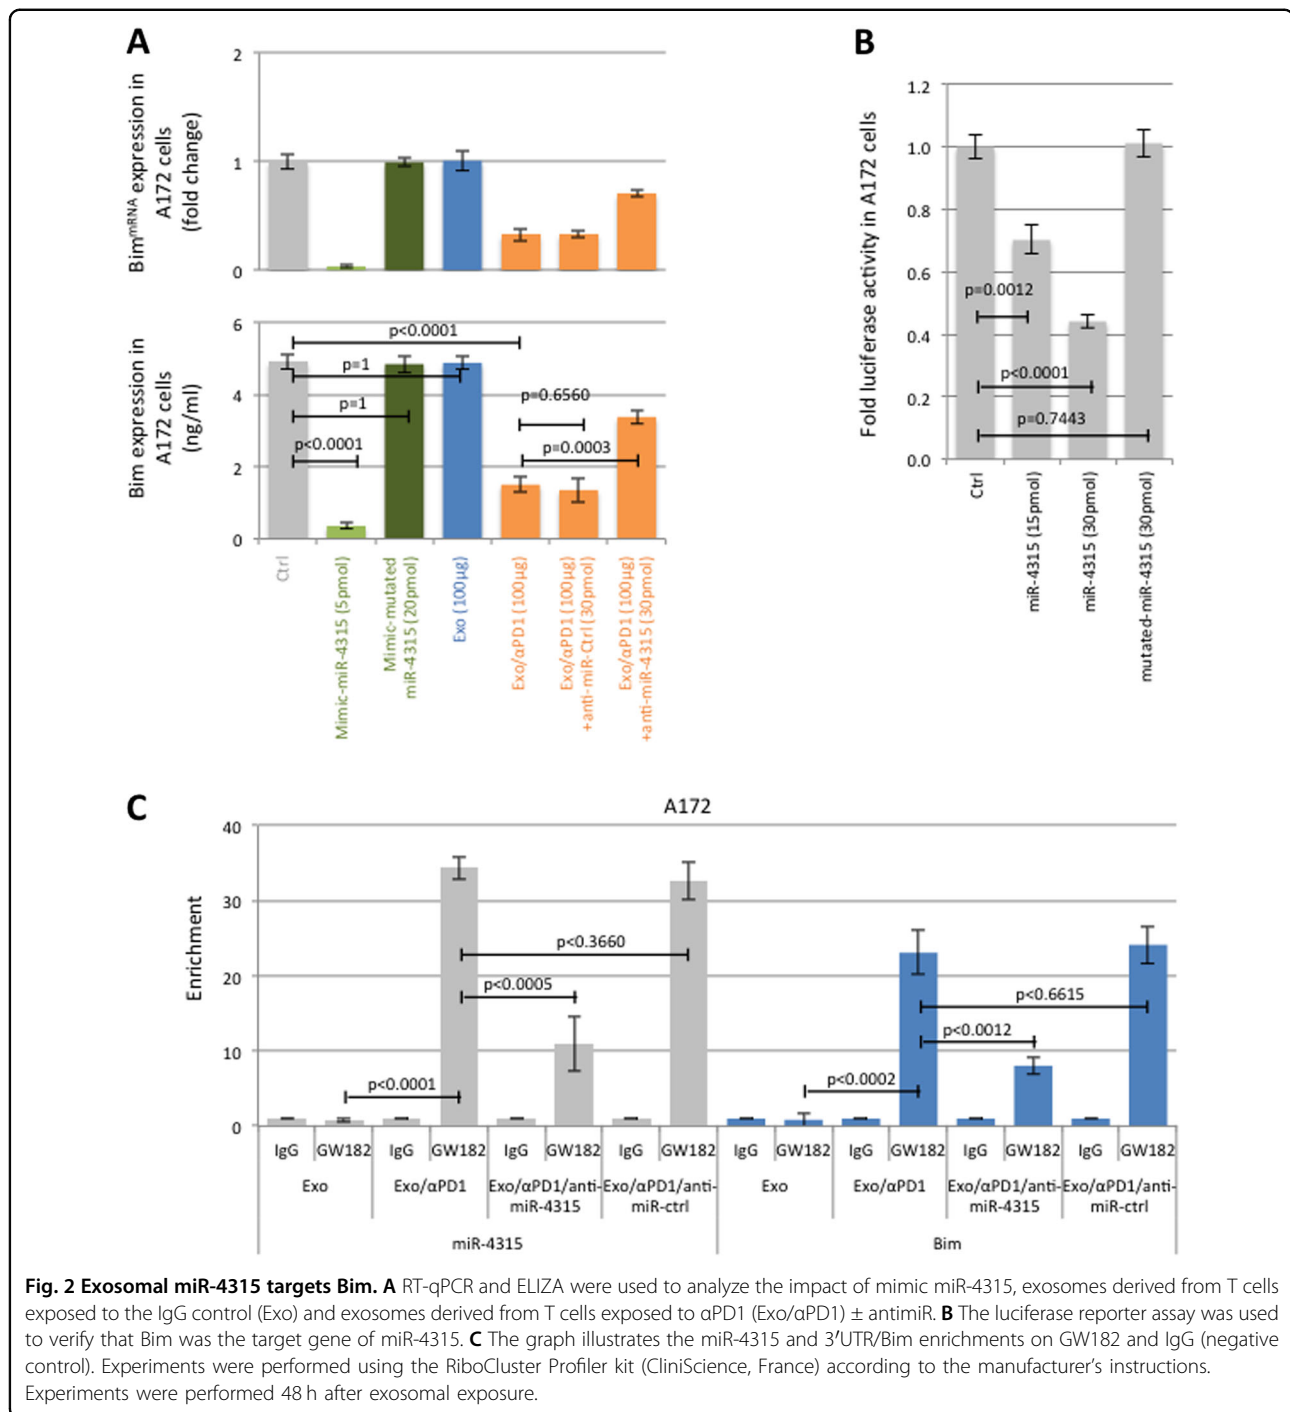 A
2
1
0
Bim^mRNA expression in
A172 cells
(fold change)
6
4
2
0
Bim expression in
A172 cells
(ng/ml)
p<0.0001
p=1
p=1
p<0.0001
p=0.6560
p=0.0003
Ctrl
Mimic-miR-4315 (5pmol)
Mimic-mutated
miR-4315 (20pmol)
Exo (100µg)
Exo/αPD1 (100µg)
Exo/αPD1 (100µg)
+anti-miR-Ctrl (30pmol)
Exo/αPD1 (100µg)
+anti-miR-4315 (30pmol)
B
1.2
1.0
0.8
0.6
0.4
0.2
0.0
Fold luciferase activity in A172 cells
p=0.0012
p<0.0001
p=0.7443
Ctrl
miR-4315 (15pmol)
miR-4315 (30pmol)
mutated-miR-4315 (30pmol)
C
A172
40
30
20
10
0
Enrichment
p<0.3660
p<0.0005
p<0.0001
p<0.6615
p<0.0012
p<0.0002
IgG GW182 IgG GW182 IgG GW182 IgG GW182 IgG GW182 IgG GW182 IgG GW182 IgG GW182
Exo Exo/αPD1 Exo/αPD1/anti- Exo/αPD1/anti- Exo Exo/αPD1 Exo/αPD1/anti- Exo/αPD1/anti-
miR-4315 miR-ctrl miR-4315 miR-ctrl
miR-4315 Bim
Fig. 2 Exosomal miR-4315 targets Bim. A RT-qPCR and ELIZA were used to analyze the impact of mimic miR-4315, exosomes derived from T cells
exposed to the IgG control (Exo) and exosomes derived from T cells exposed to αPD1 (Exo/αPD1) ± antimiR. B The luciferase reporter assay was used
to verify that Bim was the target gene of miR-4315. C The graph illustrates the miR-4315 and 3′UTR/Bim enrichments on GW182 and IgG (negative
control). Experiments were performed using the RiboCluster Profiler kit (CliniScience, France) according to the manufacturer's instructions.
Experiments were performed 48 h after exosomal exposure.